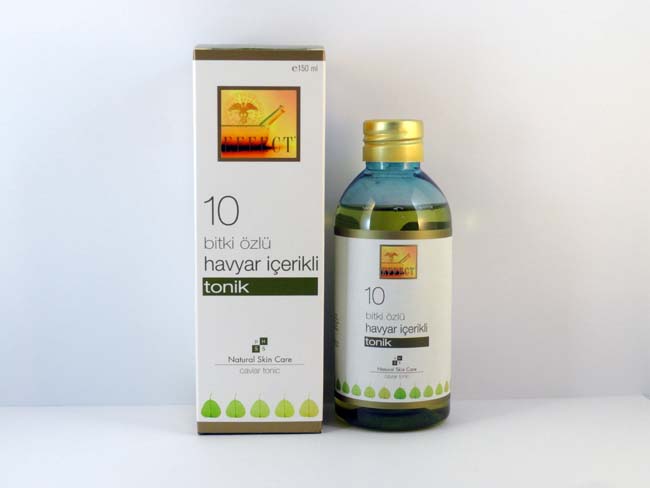 ℮150 ml
EFFECT
10
bitki özlü
havyar içerikli
tonik
P H
S S
Natural Skin Care
caviar tonic
EFFECT
10
bitki özlü
havyar içerikli
tonik
Natural Skin Care
caviar tonic